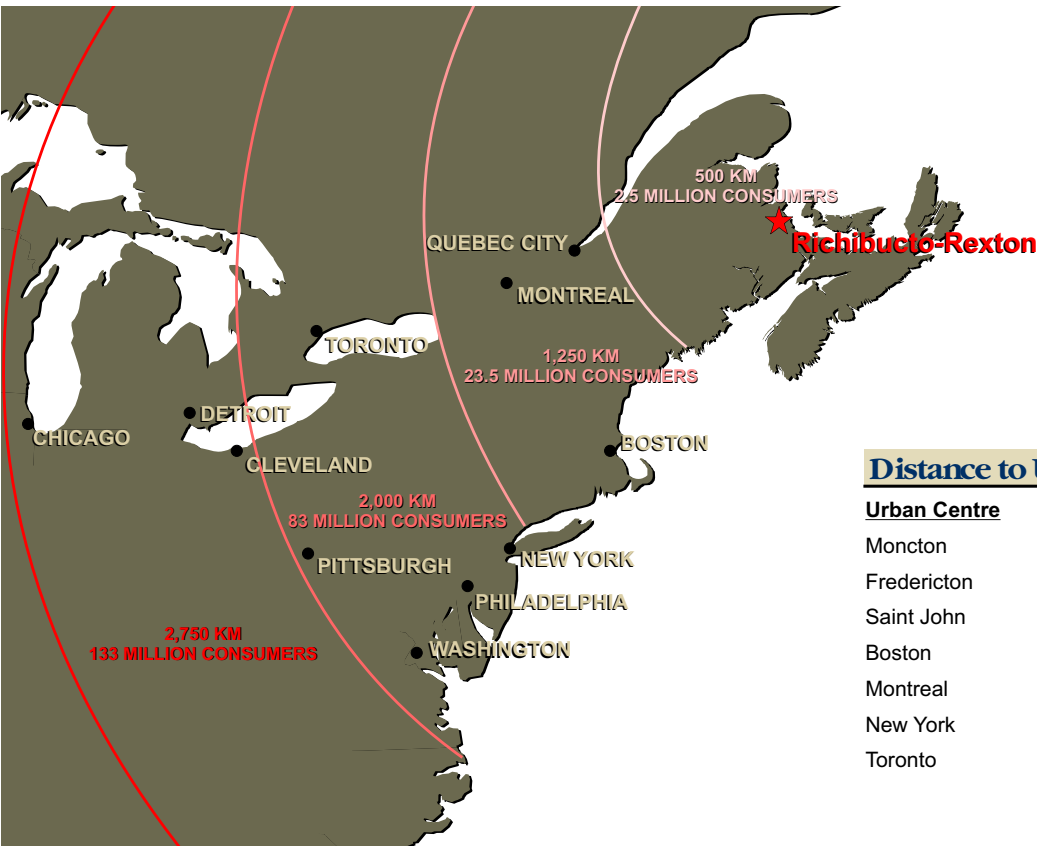 500 KM
2.5 MILLION CONSUMERS
Richibucto-Rexton
QUEBEC CITY
MONTREAL
TORONTO
1,250 KM
23.5 MILLION CONSUMERS
DETROIT
CHICAGO
BOSTON
CLEVELAND
2,000 KM
83 MILLION CONSUMERS
NEW YORK
PITTSBURGH
PHILADELPHIA
2,750 KM
133 MILLION CONSUMERS
WASHINGTON
Distance to
Urban Centre
Moncton
Fredericton
Saint John
Boston
Montreal
New York
Toronto